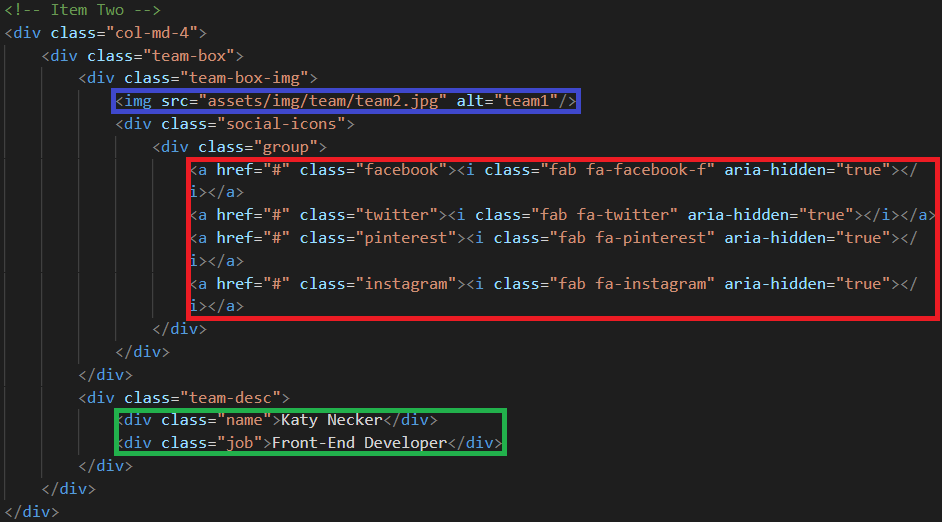 <!-- Item Two -->
<div class="col-md-4">
<div class="team-box">
<div class="team-box-img">
<img src="assets/img/team/team2.jpg" alt="team1"/>
<div class="social-icons">
<div class="group">
<a href="#" class="facebook"><i class="fab fa-facebook-f" aria-hidden="true"></
i></a>
<a href="#" class="twitter"><i class="fab fa-twitter" aria-hidden="true"></i></a>
<a href="#" class="pinterest"><i class="fab fa-pinterest" aria-hidden="true"></
i></a>
<a href="#" class="instagram"><i class="fab fa-instagram" aria-hidden="true"></
i></a>
</div>
</div>
</div>
<div class="team-desc">
<div class="name">Katy Necker</div>
<div class="job">Front-End Developer</div>
</div>
</div>
</div>